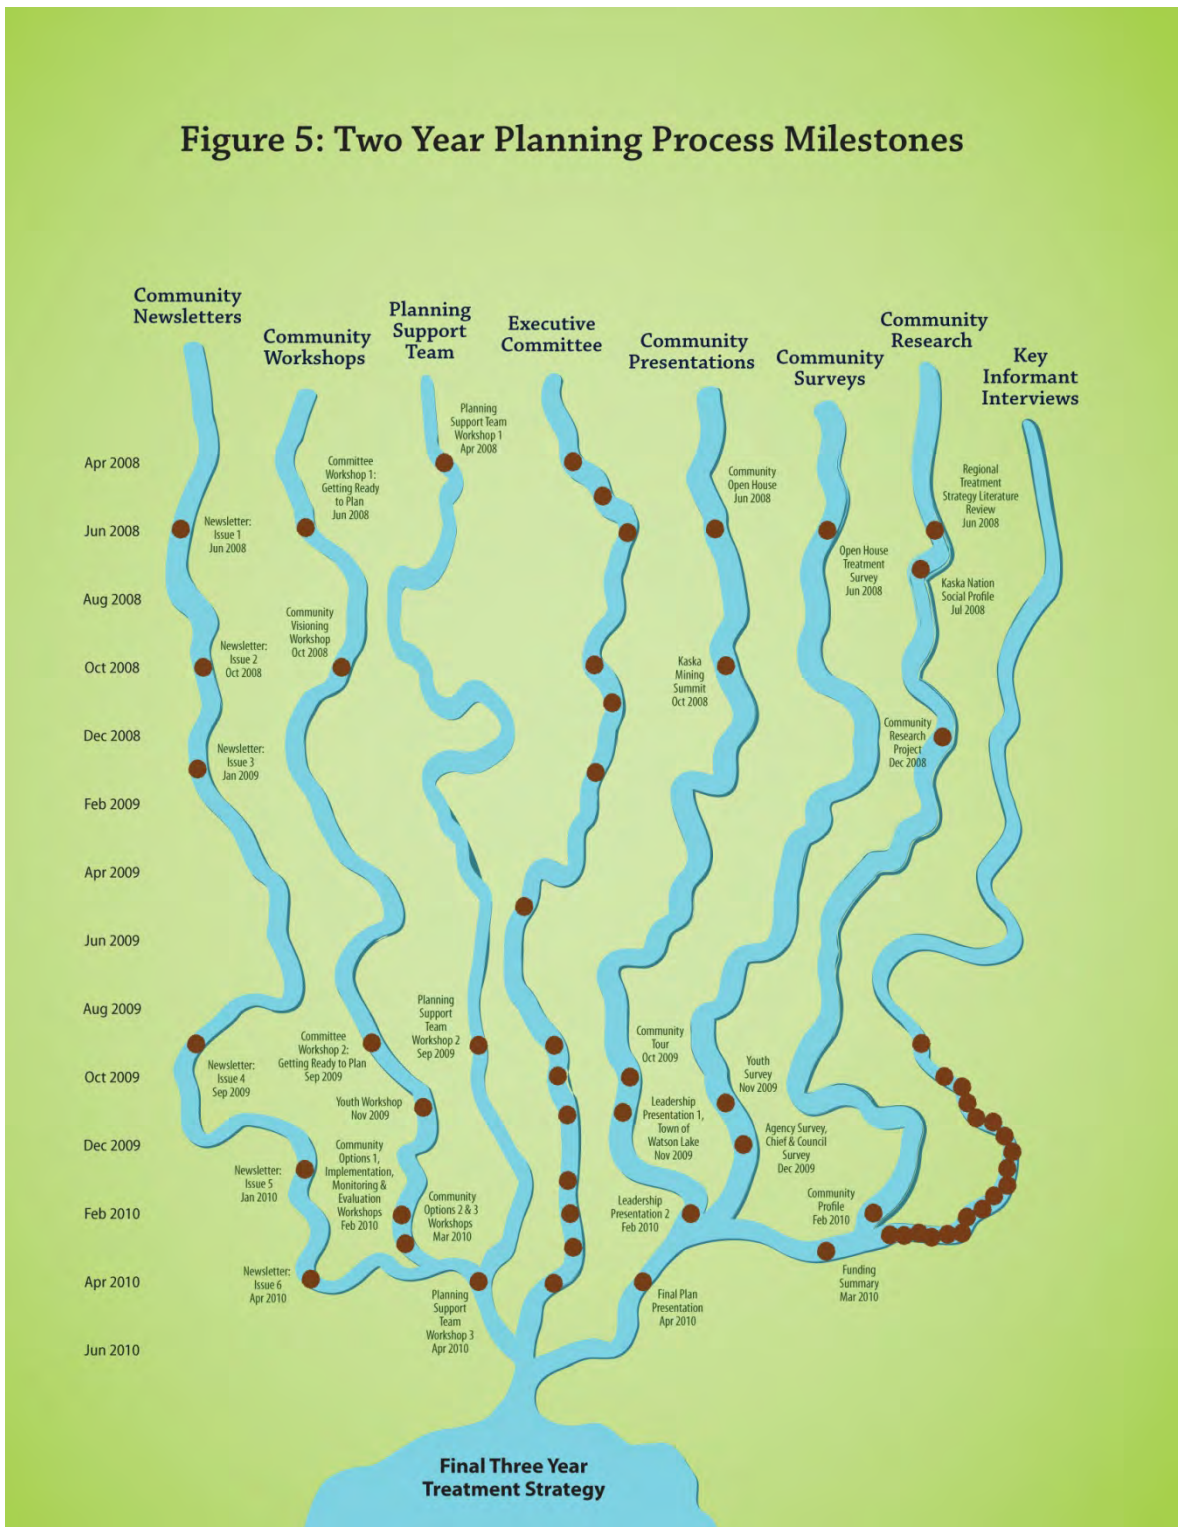 Figure 5: Two Year Planning Process Milestones
Community
Newsletters
Community
Workshops
Planning
Support
Team
Executive
Committee
Community
Presentations
Community
Surveys
Community
Research
Key
Informant
Interviews
Apr 2008
Jun 2008
Aug 2008
Oct 2008
Dec 2008
Feb 2009
Apr 2009
Jun 2009
Aug 2009
Oct 2009
Dec 2009
Feb 2010
Apr 2010
Jun 2010
Newsletter:
Issue 1
Jun 2008
Newsletter:
Issue 2
Oct 2008
Newsletter:
Issue 3
Jan 2009
Newsletter:
Issue 4
Sep 2009
Newsletter:
Issue 5
Jan 2010
Newsletter:
Issue 6
Apr 2010
Committee
Workshop 1:
Getting Ready
to Plan
Jun 2008
Community
Visioning
Workshop
Oct 2008
Committee
Workshop 2:
Getting Ready to Plan
Sep 2009
Youth Workshop
Nov 2009
Community
Options 1,
Implementation,
Monitoring &
Evaluation
Workshops
Feb 2010
Community
Options 2 & 3
Workshops
Mar 2010
Planning
Support Team
Workshop 1
Apr 2008
Planning
Support
Team
Workshop 2
Sep 2009
Planning
Support
Team
Workshop 3
Apr 2010
Community
Open House
Jun 2008
Kaska
Mining
Summit
Oct 2008
Community
Tour
Oct 2009
Leadership
Presentation 1,
Town of
Watson Lake
Nov 2009
Leadership
Presentation 2
Feb 2010
Final Plan
Presentation
Apr 2010
Open House
Treatment
Survey
Jun 2008
Youth
Survey
Nov 2009
Agency Survey,
Chief & Council
Survey
Dec 2009
Regional
Treatment
Strategy Literature
Review
Jun 2008
Kaska Nation
Social Profile
Jul 2008
Community
Research
Project
Dec 2008
Community
Profile
Feb 2010
Funding
Summary
Mar 2010
Final Three Year
Treatment Strategy